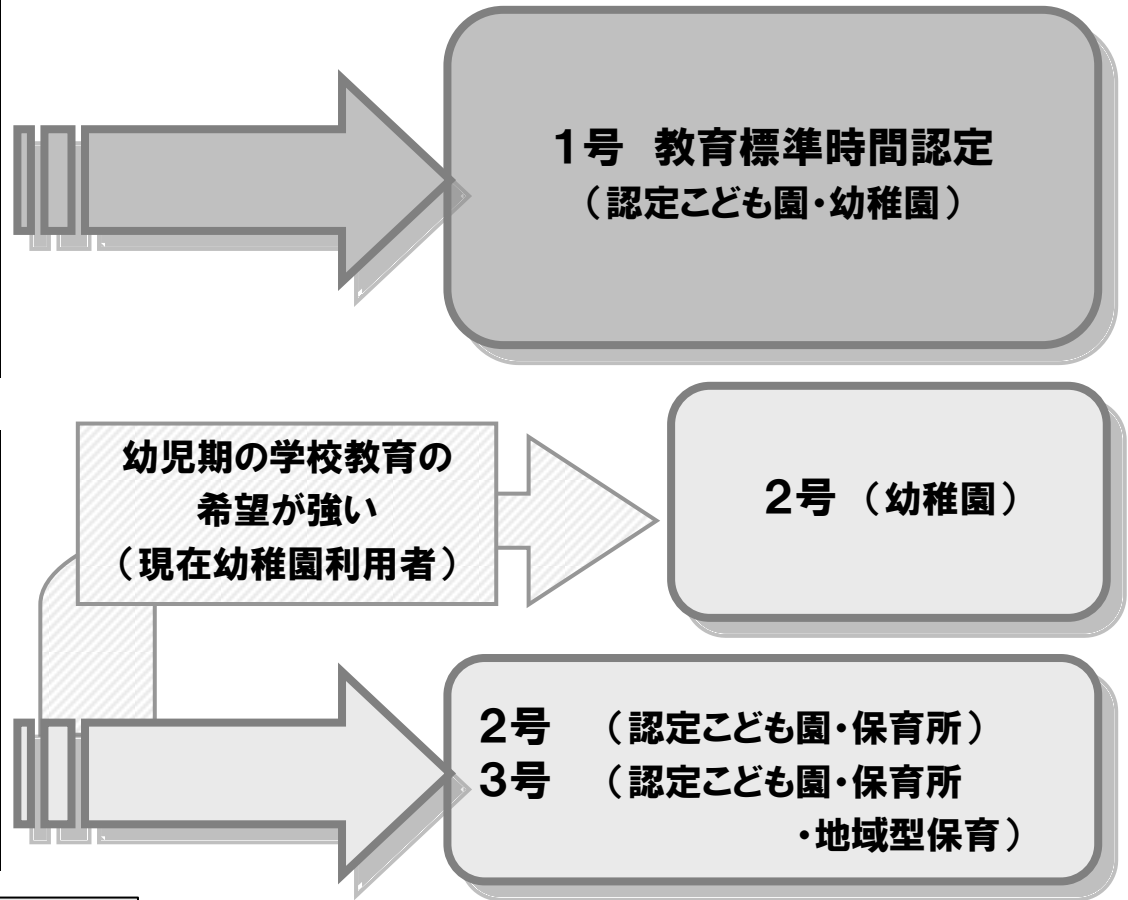 1号 教育標準時間認定
(認定こども園・幼稚園)
幼児期の学校教育の
希望が強い
(現在幼稚園利用者)
2号 (幼稚園)
2号 (認定こども園・保育所)
3号 (認定こども園・保育所
・地域型保育)